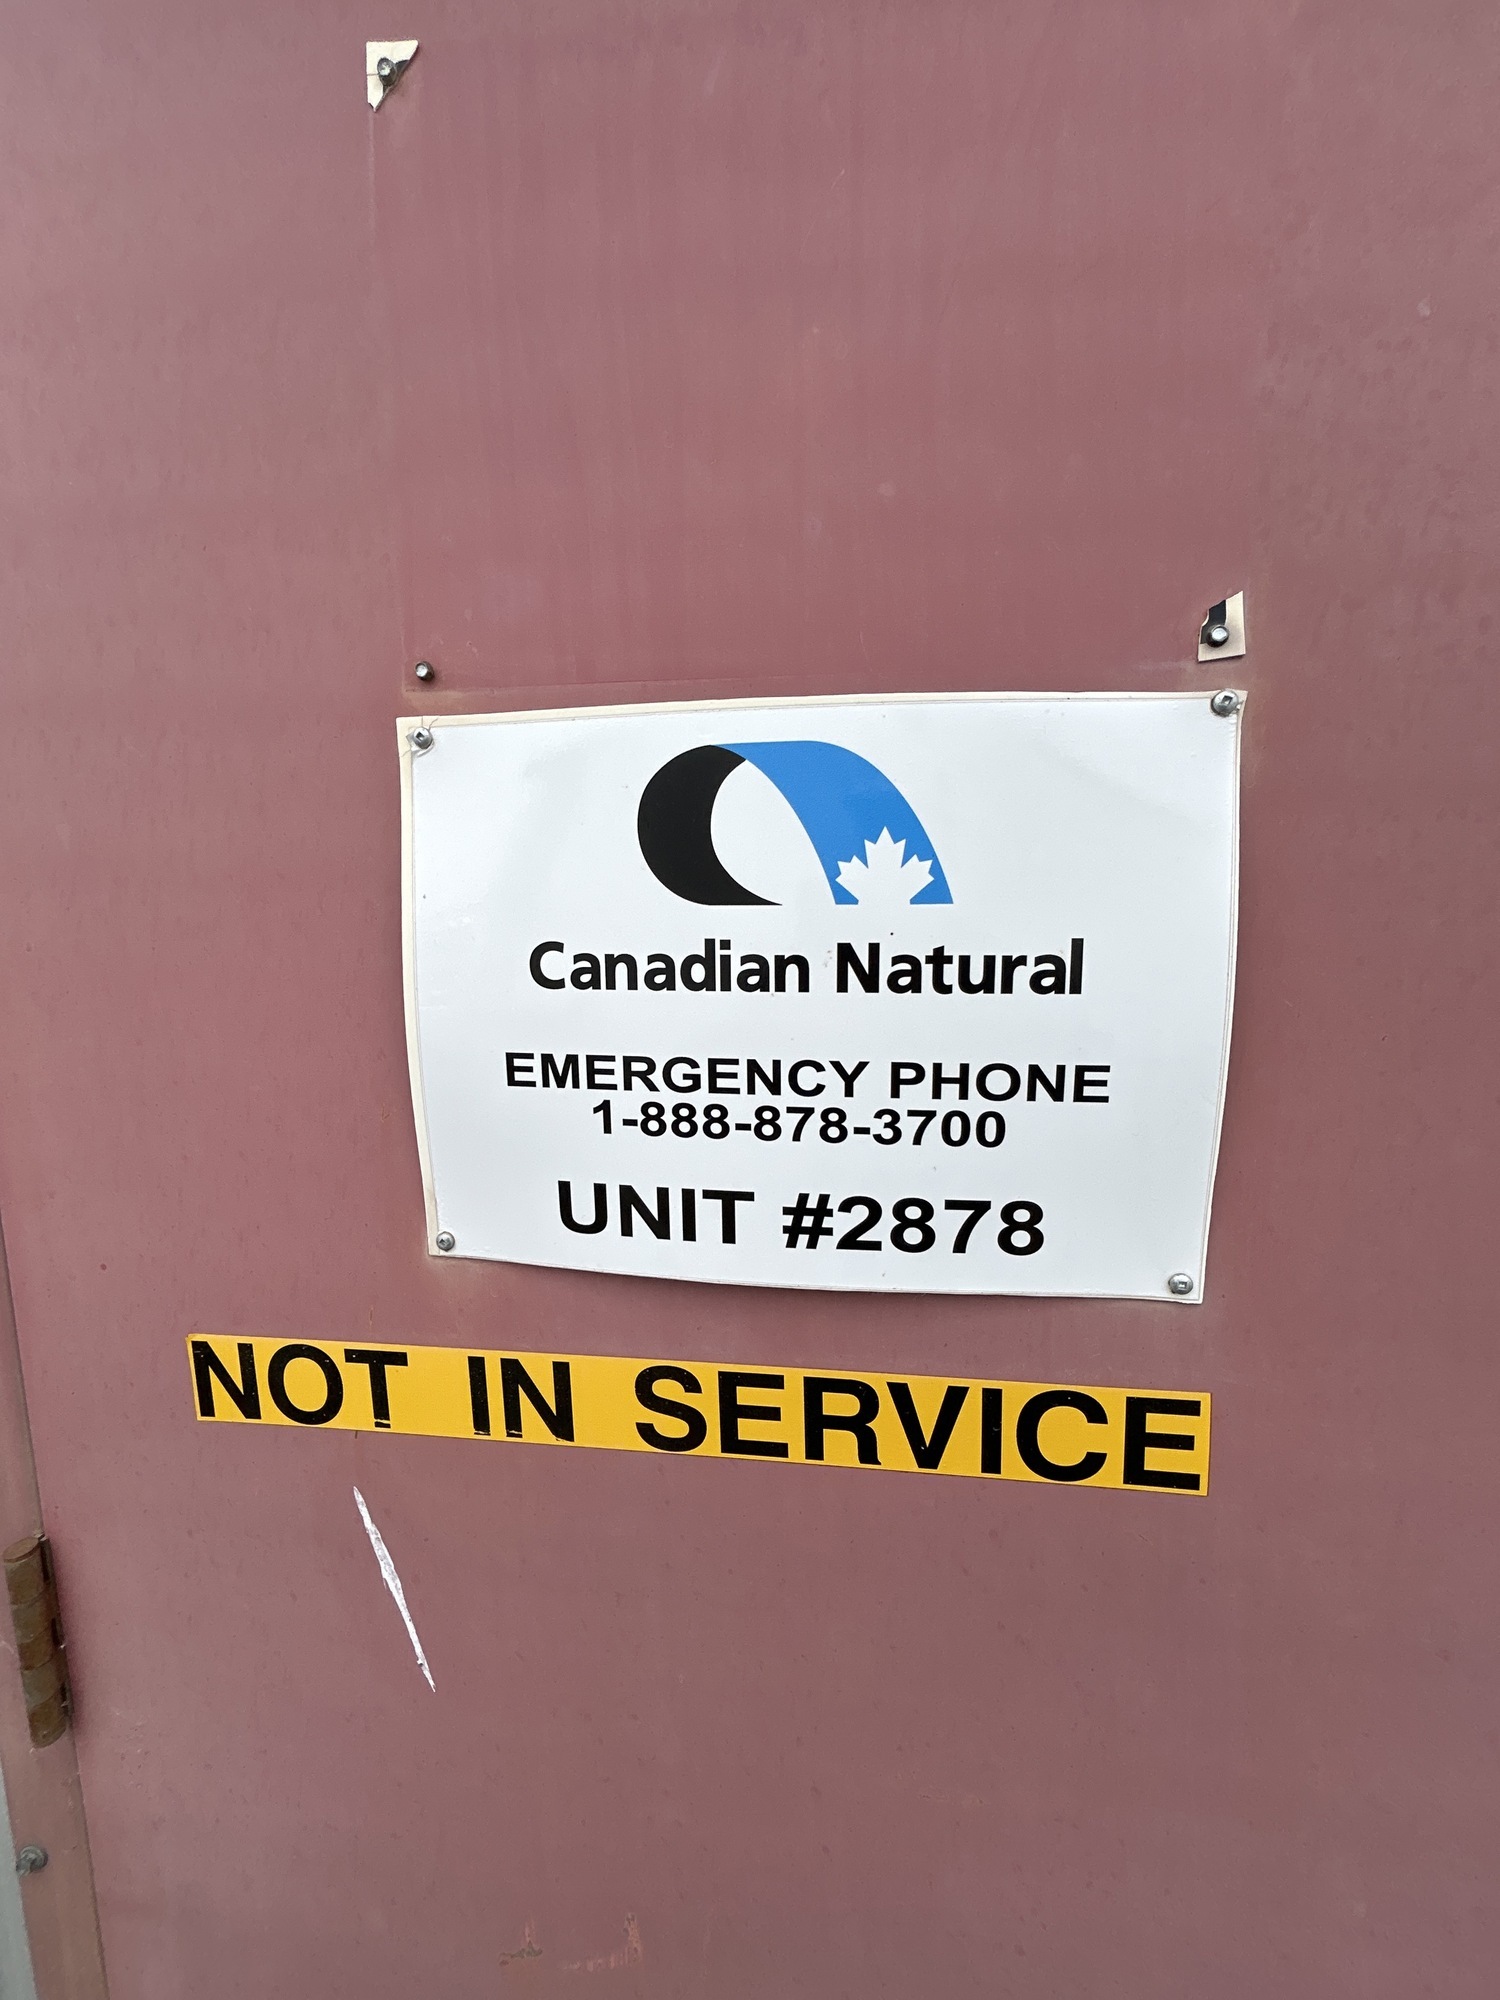 Canadian Natural
EMERGENCY PHONE
1-888-878-3700
UNIT #2878
NOT IN SERVICE